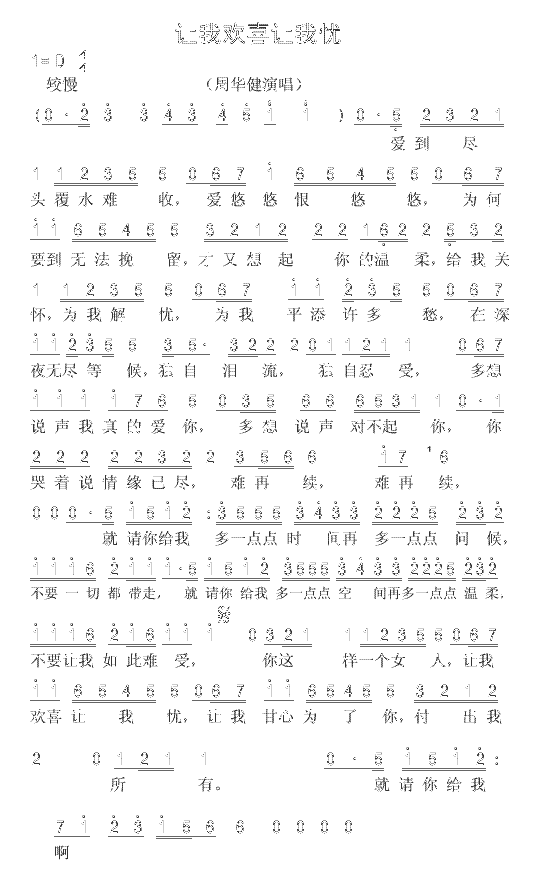 让我欢喜让我忧
1=D 4/4
较慢 （周华健演唱）
(0·2 3 3 4 3 4 5 1 1 ) 0·5 2 3 2 1
爱到 尽
1 1 2 3 5 5 0 6 7 1 6 5 4 5 5 0 6 7
头覆水难 收，爱悠悠 恨 悠 悠，为何
1 1 6 5 4 5 5 3 2 1 2 2 2 1 6 2 2 5 3 2
要到无法挽 留，才又想起 你的温 柔，给我关
1 1 2 3 5 5 0 6 7 1 1 2 3 5 5 0 6 7
怀，为我解 忧， 为我 平添许多 愁， 在深
1 1 2 3 5 5 3 5· 3 2 2 2 0 1 1 2 1 1 0 6 7
夜无尽等 候，独自 泪 流， 独自忍 受， 多想
1 1 1 1 7 6 5 0 3 5 6 6 6 5 3 1 1 0·1
说声我真的爱你， 多想说声 对不起 你， 你
2 2 2 2 2 3 2 2 3 5 6 6 1 7 1 6
哭着说情缘已尽， 难再 续， 难再 续，
0 0 0·5 1 5 1 2 : 3 5 5 5 3 4 3 3 2 2 2 5 2 3 2
就请你给我 多一点点时 间再 多一点点 问候，
1 1 1 6 2 1 1 1·5 1 5 1 2 3 5 5 5 3 4 3 3 2 2 2 5 2 3 2
不要一切都 带走， 就请你给我多一点点空 间再多一点点温柔，
1 1 1 6 2 1 6 1 1 1 0 3 2 1 1 1 2 3 5 5 0 6 7
不要让我如此难 受， 你这 样一个女 人，让我
1 1 6 5 4 5 5 0 6 7 1 1 6 5 4 5 5 3 2 1 2
欢喜让 我 忧，让我 甘心为 了 你，付 出我
2 0 1 2 1 1 0·5 1 5 1 2 :
所 有。 就请你给我
7 1 2 3 1 5 6 6 0 0 0 0
啊